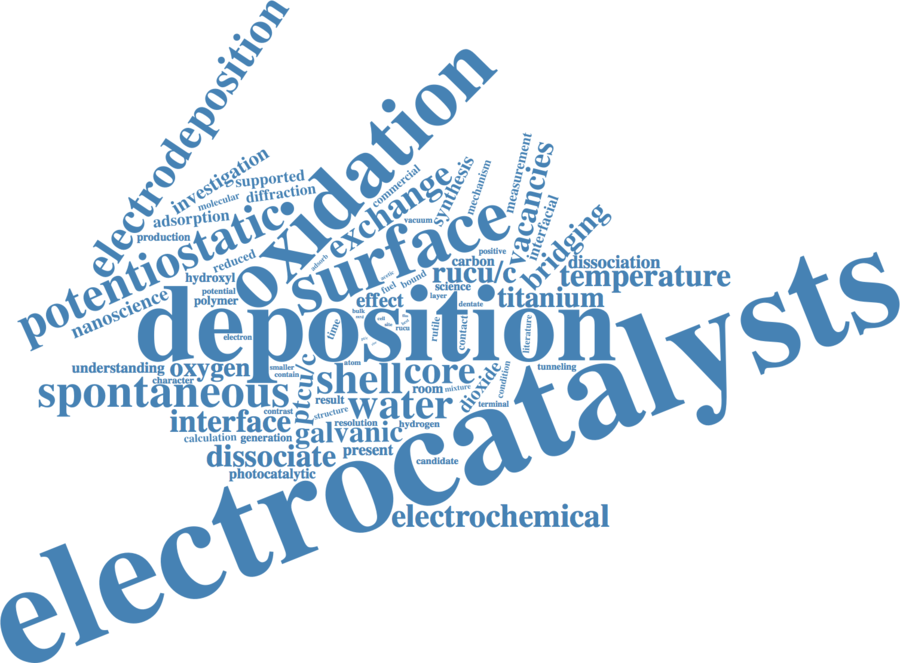 electrodeposition
oxidation
investigation
supported
molecular
diffraction
adsorption
production
potentiostatic
commercial
exchange
synthesis
mechanism
measurement
vacancies
interfacial
bridging
vacuum
surface
reduced
hydroxyl
adsorb
acetic
fuel
bound
positive
carbon
rucu/c
science
dissociation
temperature
nanoscience
potential
polymer
effect
layer
dentate
titanium
deposition
bulk
cell
site
rucu
electron
time
rutile
contact
literature
electrocatalysts
understanding
oxygen
character
smaller
contain
atom
ptcu/c
shell
core
room
mixture
dioxide
condition
tunneling
spontaneous
contrast
result
structure
water
terminal
interface
resolution
hydrogen
calculation
generation
galvanic
dissociate
present
candidate
photocatalytic
electrochemical